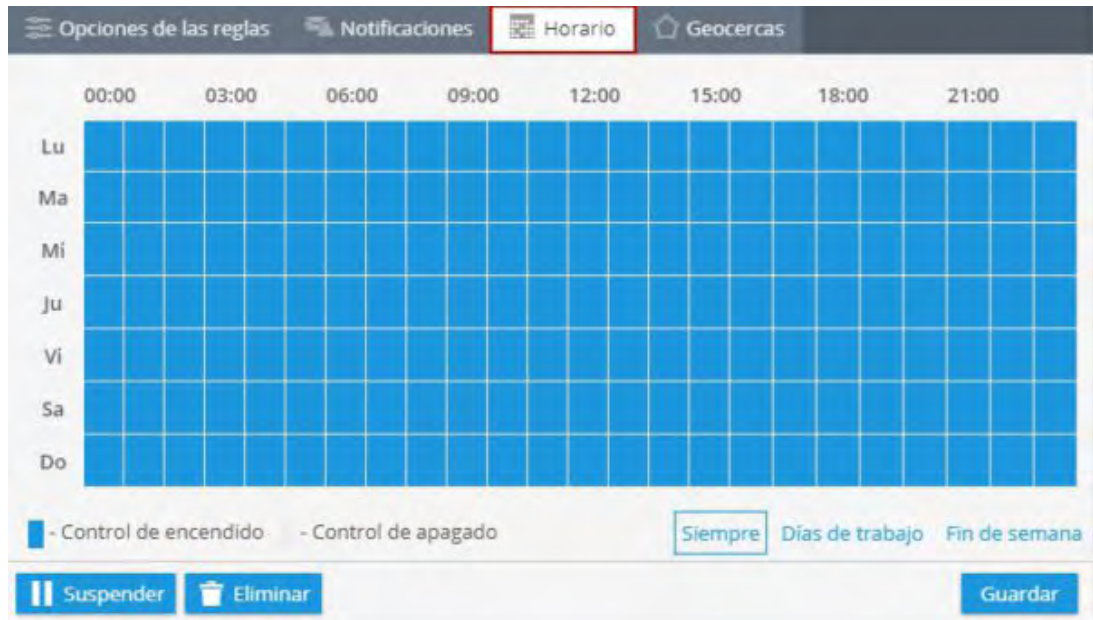 Opciones de las reglas Notificaciones Horario Geocercas
00:00 03:00 06:00 09:00 12:00 15:00 18:00 21:00
Lu
Ma
Mí
Ju
Vi
Sa
Do
- Control de encendido - Control de apagado Siempre Días de trabajo Fin de semana
Suspender Eliminar Guardar